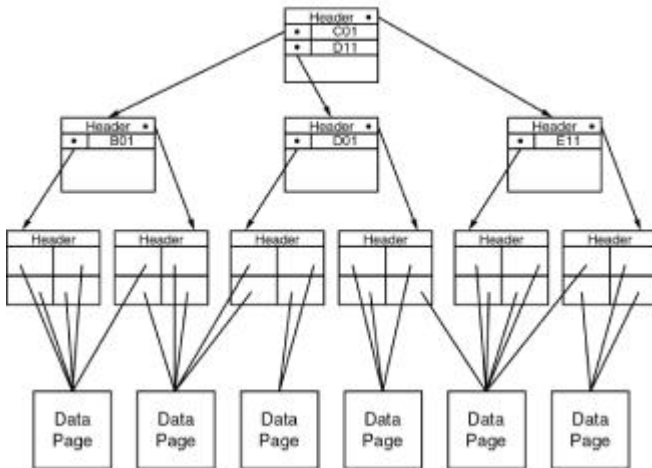 Header
C01
D11
Header
B01
Header
D01
Header
E11
Header
Header
Header
Header
Header
Header
Data
Page
Data
Page
Data
Page
Data
Page
Data
Page
Data
Page